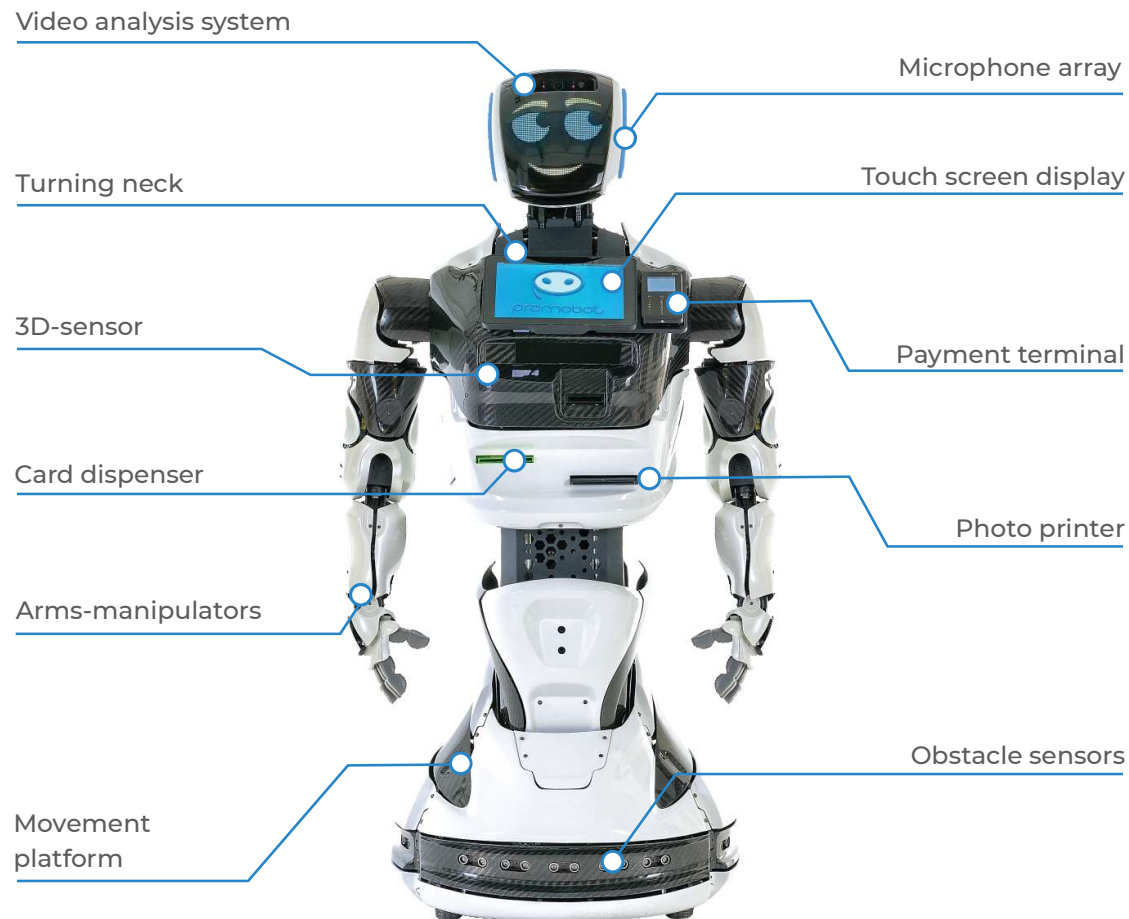 Video analysis system
Microphone array
Turning neck
Touch screen display
promobot
3D-sensor
Payment terminal
Card dispenser
Photo printer
Arms-manipulators
Obstacle sensors
Movement
platform